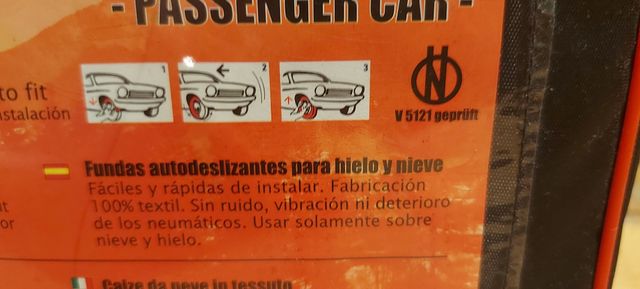 - PASSENGER CAR -
to fit
stalación
1
2
3
N
V 5121 geprüft
Fundas autodeslizantes para hielo y nieve
Fáciles y rápidas de instalar. Fabricación
100% textil. Sin ruido, vibración ni deterioro
de los neumáticos. Usar solamente sobre
nieve y hielo.
or
Calze da neve in tessuto